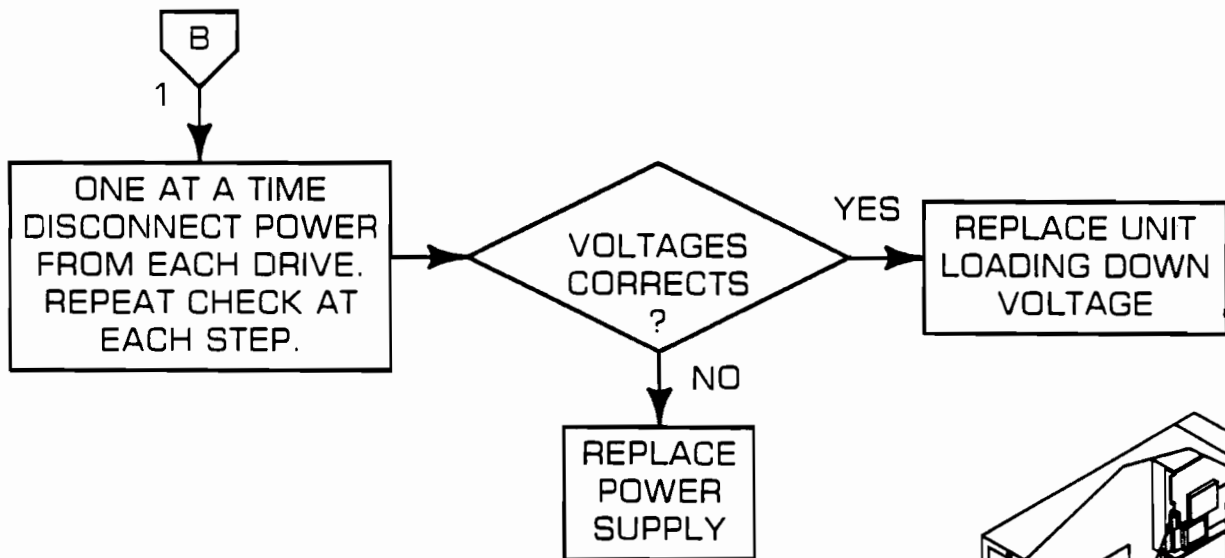 B
1
ONE AT A TIME
DISCONNECT POWER
FROM EACH DRIVE.
REPEAT CHECK AT
EACH STEP.
VOLTAGES
CORRECTS
?
YES
REPLACE UNIT
LOADING DOWN
VOLTAGE
NO
REPLACE
POWER
SUPPLY